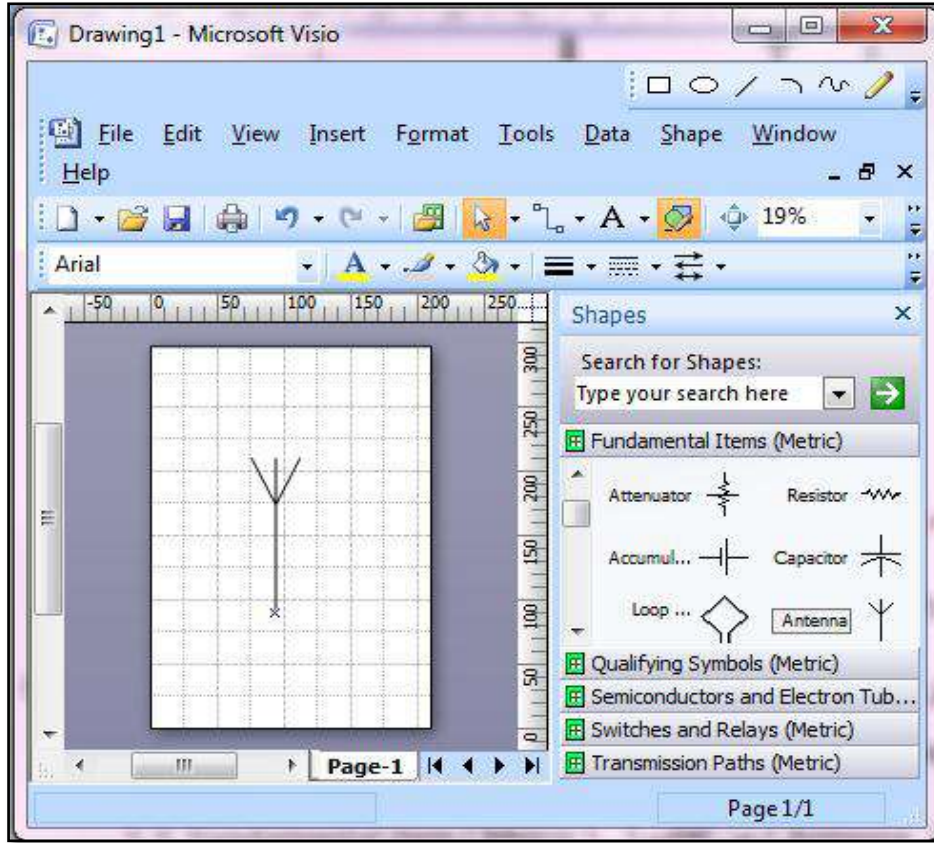 Drawing1 - Microsoft Visio
File Edit View Insert Format Tools Data Shape Window
Help
A 19%
Arial A
-50 0 50 100 150 200 250
300
250
200
150
100
50
0
Shapes
Search for Shapes:
Type your search here
Fundamental Items (Metric)
Attenuator Resistor
Accumul... Capacitor
Loop ... Antenna
Qualifying Symbols (Metric)
Semiconductors and Electron Tub...
Switches and Relays (Metric)
Transmission Paths (Metric)
Page-1
Page 1/1